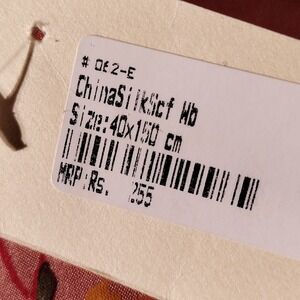 # 062-E
ChinaSilkScf Wb
Size:40x150 cm
MRP:Rs. 255